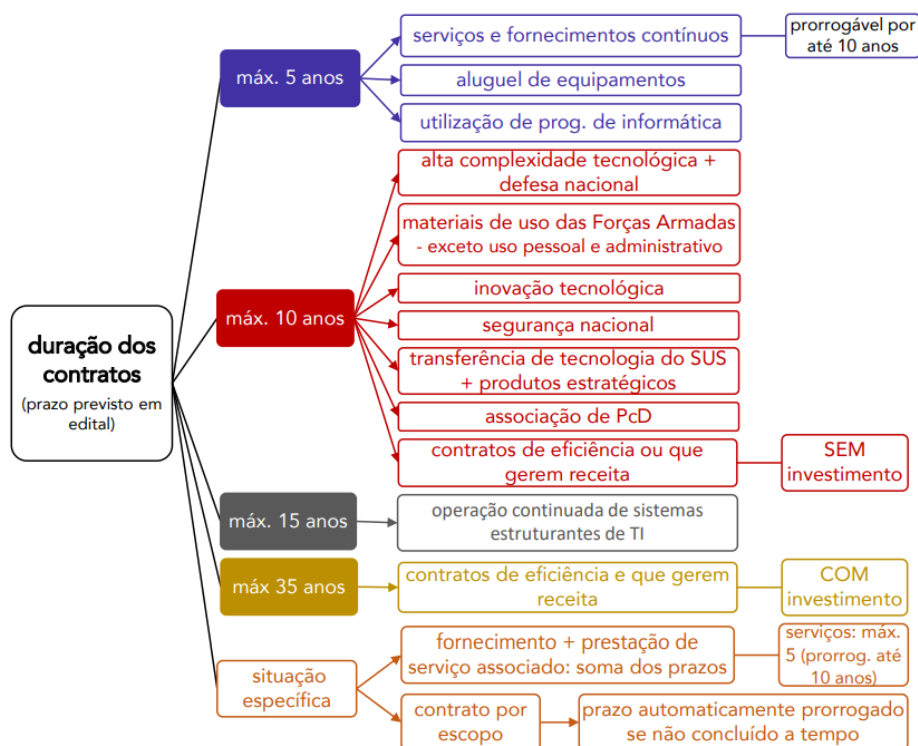 duração dos
contratos
(prazo previsto em
edital)
máx. 5 anos
serviços e fornecimentos contínuos
prorrogável por
até 10 anos
aluguel de equipamentos
utilização de prog. de informática
máx. 10 anos
alta complexidade tecnológica +
defesa nacional
materiais de uso das Forças Armadas
- exceto uso pessoal e administrativo
inovação tecnológica
segurança nacional
transferência de tecnologia do SUS
+ produtos estratégicos
associação de PcD
contratos de eficiência ou que
gerem receita
SEM
investimento
máx. 15 anos
operação continuada de sistemas
estruturantes de TI
máx 35 anos
contratos de eficiência e que gerem
receita
COM
investimento
situação
específica
fornecimento + prestação de
serviço associado: soma dos prazos
serviços: máx.
5 (prorrog. até
10 anos)
contrato por
escopo
prazo automaticamente prorrogado
se não concluído a tempo